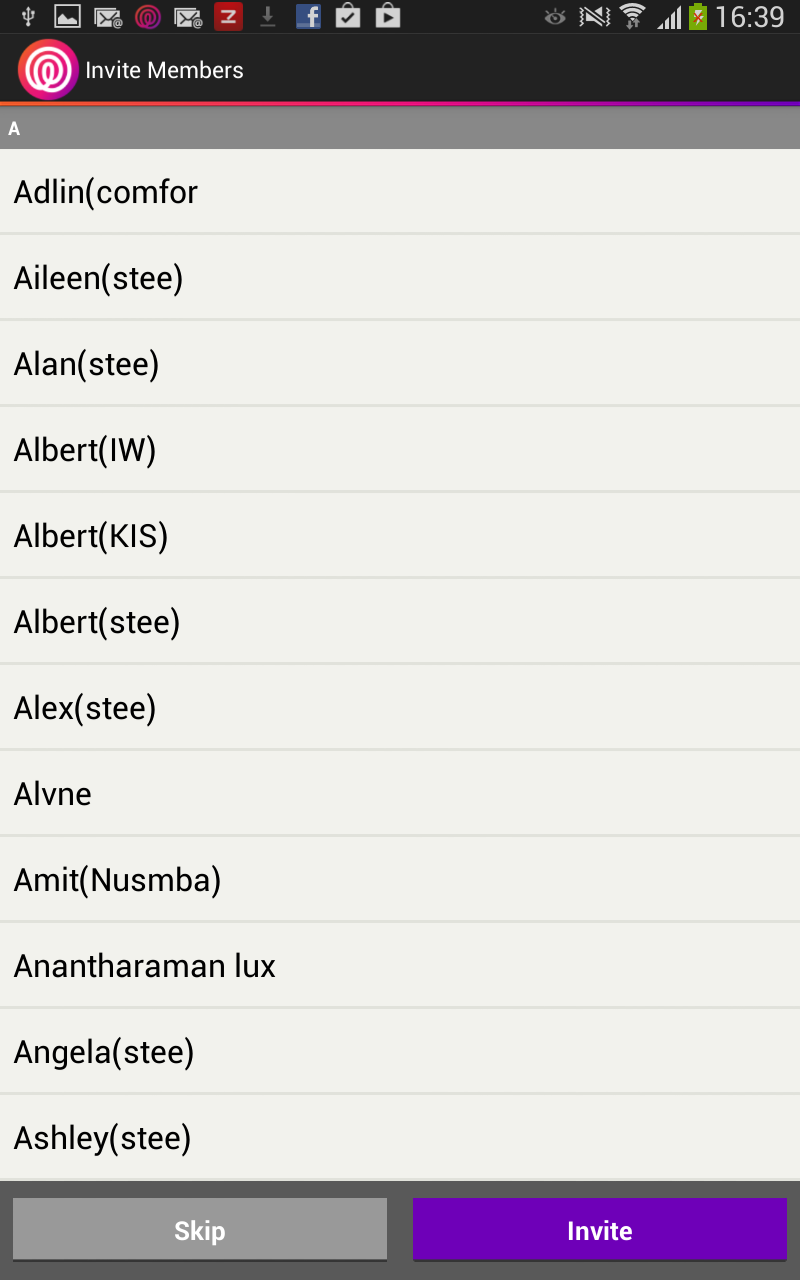 16:39
Invite Members
A
Adlin(comfor
Aileen(stee)
Alan(stee)
Albert(IW)
Albert(KIS)
Albert(stee)
Alex(stee)
Alvne
Amit(Nusmba)
Anantharaman lux
Angela(stee)
Ashley(stee)
Skip
Invite